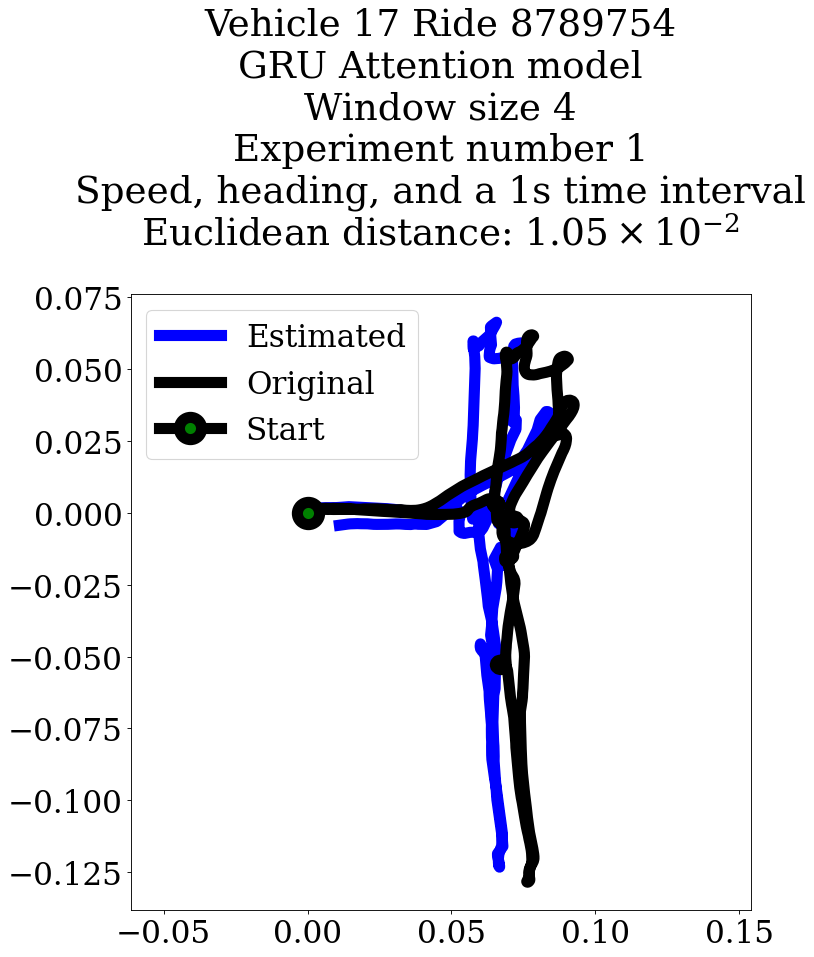 Vehicle 17 Ride 8789754
GRU Attention model
Window size 4
Experiment number 1
Speed, heading, and a 1s time interval
Euclidean distance: 1.05 × 10⁻²
0.075
0.050
0.025
0.000
−0.025
−0.050
−0.075
−0.100
−0.125
Estimated
Original
Start
−0.05
0.00
0.05
0.10
0.15